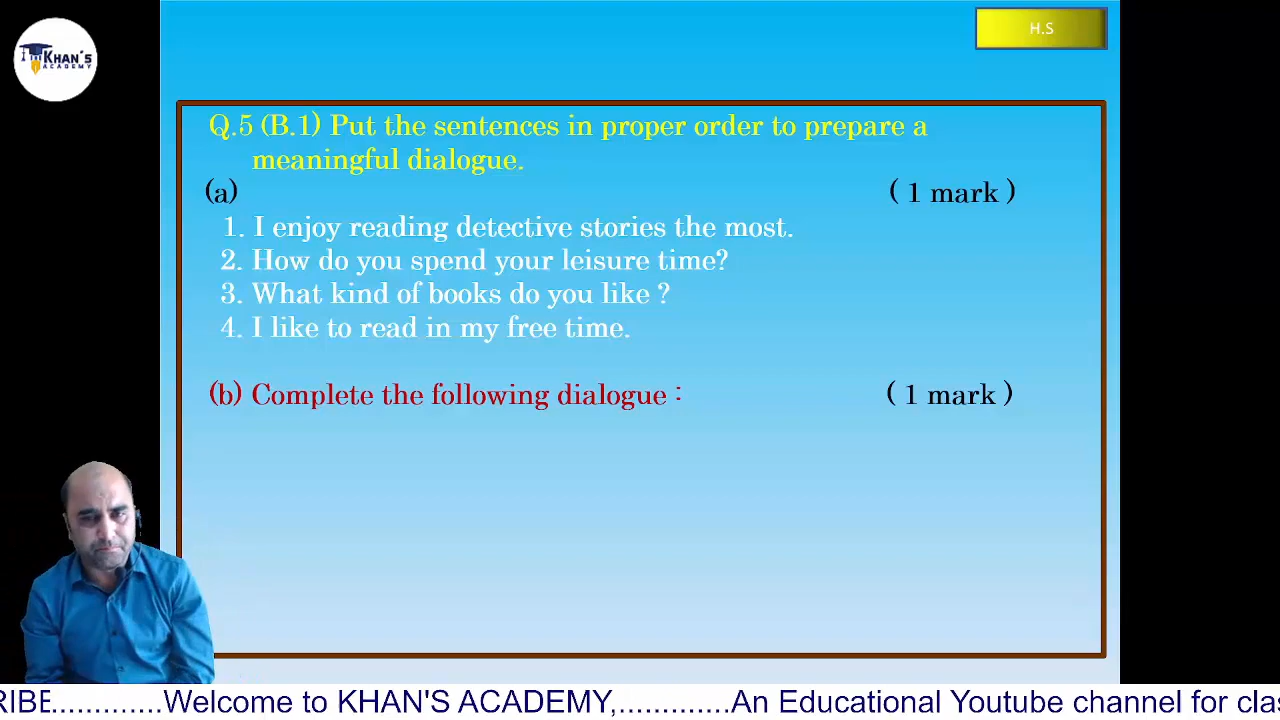 KHAN'S
ACADEMY
H.S
Q.5 (B.1) Put the sentences in proper order to prepare a
meaningful dialogue.
(a) ( 1 mark )
1. I enjoy reading detective stories the most.
2. How do you spend your leisure time?
3. What kind of books do you like ?
4. I like to read in my free time.
(b) Complete the following dialogue : ( 1 mark )
RIBE.............Welcome to KHAN'S ACADEMY,.............An Educational Youtube channel for clas